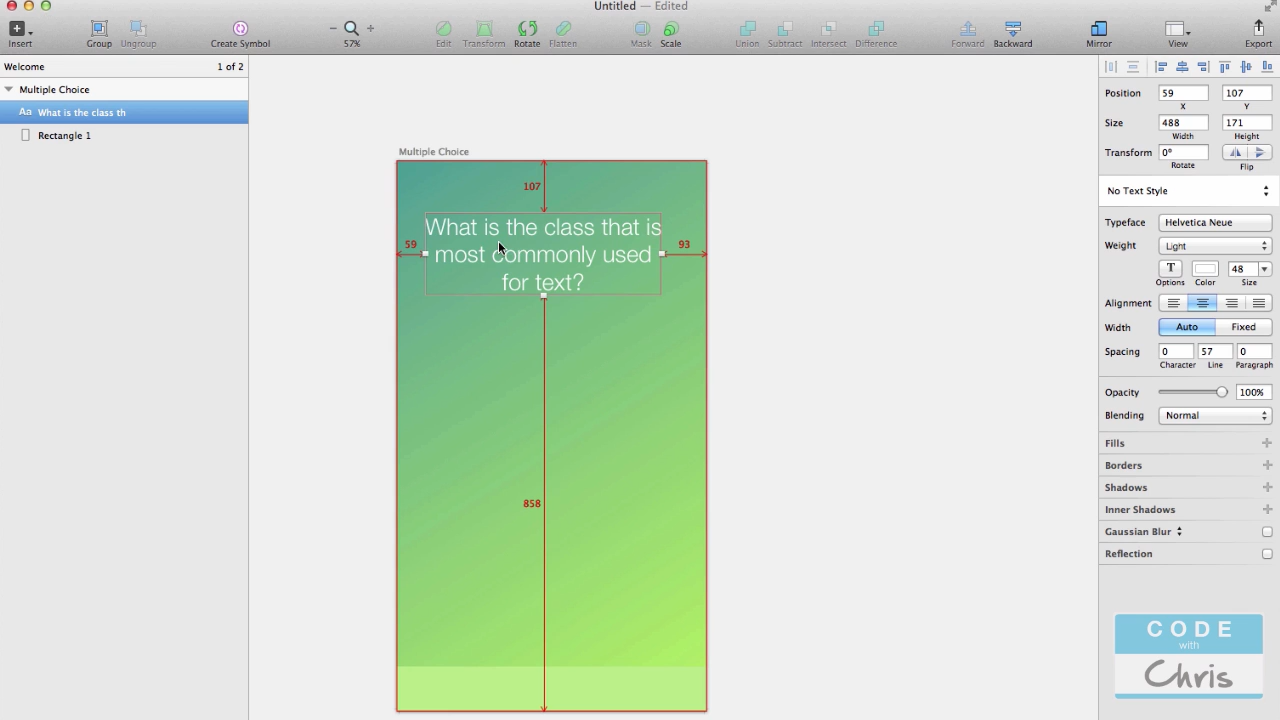 Untitled — Edited
Insert
Group
Ungroup
Create Symbol
57%
Edit
Transform
Rotate
Flatten
Mask
Scale
Union
Subtract
Intersect
Difference
Forward
Backward
Mirror
View
Export
Welcome
1 of 2
Multiple Choice
Aa What is the class th
Rectangle 1
Multiple Choice
107
What is the class that is
most commonly used
for text?
59
93
858
Position 59 107
X Y
Size 488 171
Width Height
Transform 0°
Rotate Flip
No Text Style
Typeface Helvetica Neue
Weight Light
T 48
Options Color Size
Alignment
Width Auto Fixed
Spacing 0 57 0
Character Line Paragraph
Opacity 100%
Blending Normal
Fills
Borders
Shadows
Inner Shadows
Gaussian Blur
Reflection
CODE
with
Chris